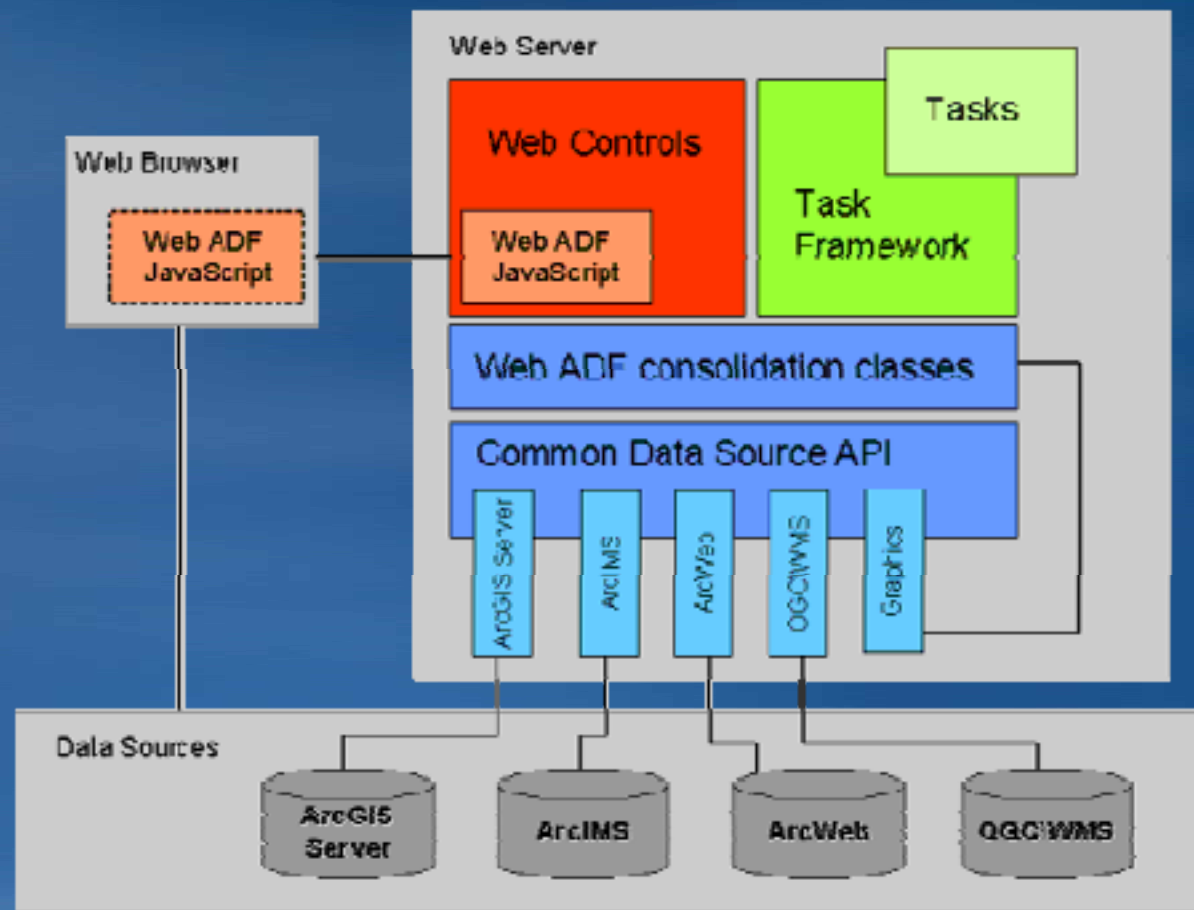 Web Server
Tasks
Web Controls
Web Browser
Task
Framework
Web ADF
JavaScript
Web ADF
JavaScript
Web ADF consolidation classes
Common Data Source API
ArcGIS Server
ArcIMS
ArcWeb
OGC\WMS
Graphics
Data Sources
ArcGIS
Server
ArcIMS
ArcWeb
OGC\WMS